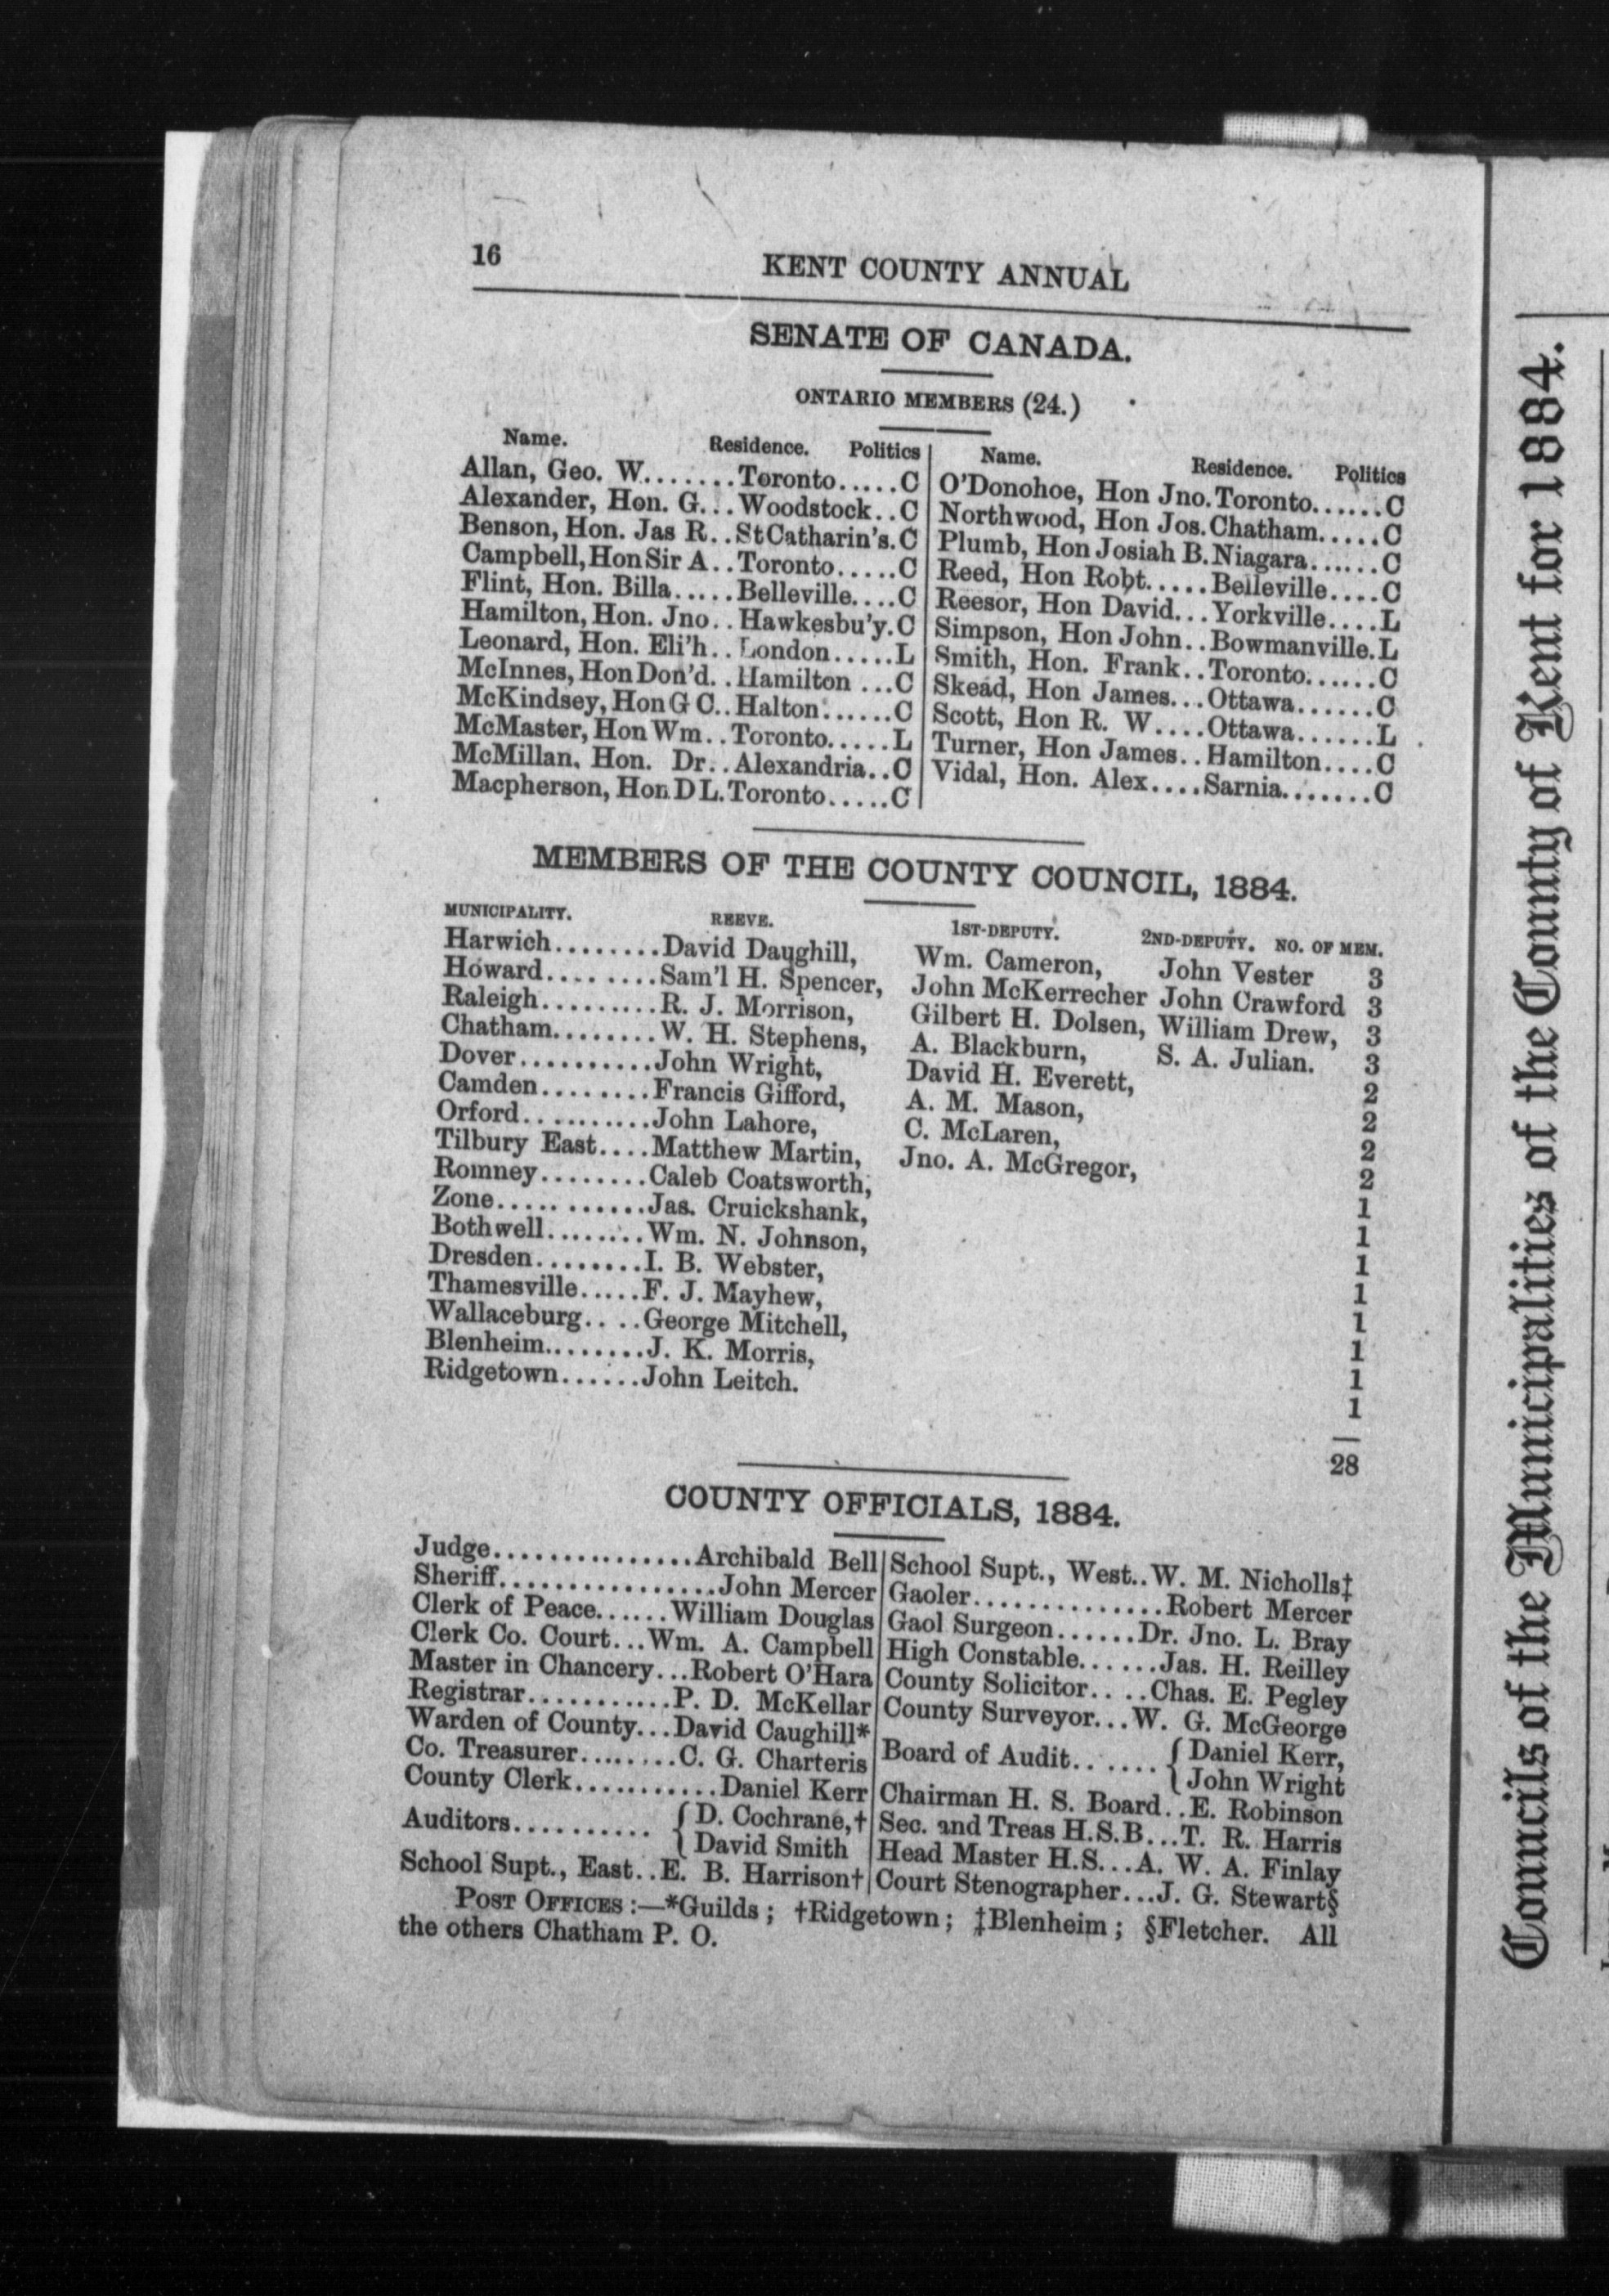 16 KENT COUNTY ANNUAL
SENATE OF CANADA.
ONTARIO MEMBERS (24.)
Name. Residence. Politics
Allan, Geo. W.......Toronto.....C
Alexander, Hon. G...Woodstock..C
Benson, Hon. Jas R..StCatharin's.C
Campbell,HonSir A..Toronto.....C
Flint, Hon. Billa.....Belleville....C
Hamilton, Hon. Jno..Hawkesbu'y.C
Leonard, Hon. Eli'h..London.....L
McInnes, HonDon'd..Hamilton ...C
McKindsey, HonG C..Halton......C
McMaster, HonWm..Toronto.....L
McMillan, Hon. Dr..Alexandria..C
Macpherson, Hon D L.Toronto.....C
Name. Residence. Politics
O'Donohoe, Hon Jno.Toronto......C
Northwood, Hon Jos.Chatham.....C
Plumb, Hon Josiah B.Niagara......C
Reed, Hon Robt.....Belleville....C
Reesor, Hon David...Yorkville....L
Simpson, Hon John..Bowmanville.L
Smith, Hon. Frank..Toronto......C
Skead, Hon James...Ottawa......C
Scott, Hon R. W....Ottawa......L
Turner, Hon James..Hamilton....C
Vidal, Hon. Alex....Sarnia.......C
MEMBERS OF THE COUNTY COUNCIL, 1884.
MUNICIPALITY. REEVE. 1ST-DEPUTY. 2ND-DEPUTY. NO. OF MEM.
Harwich........David Daughill, Wm. Cameron, John Vester 3
Howard........Sam'l H. Spencer, John McKerrecher John Crawford 3
Raleigh.........R. J. Morrison, Gilbert H. Dolsen, William Drew, 3
Chatham........W. H. Stephens, A. Blackburn, S. A. Julian. 3
Dover...........John Wright, David H. Everett, 2
Camden........Francis Gifford, A. M. Mason, 2
Orford..........John Lahore, C. McLaren, 2
Tilbury East....Matthew Martin, Jno. A. McGregor, 2
Romney........Caleb Coatsworth, 1
Zone............Jas. Cruickshank, 1
Bothwell........Wm. N. Johnson, 1
Dresden........I. B. Webster, 1
Thamesville.....F. J. Mayhew, 1
Wallaceburg....George Mitchell, 1
Blenheim........J. K. Morris, 1
Ridgetown......John Leitch. 1
28
COUNTY OFFICIALS, 1884.
Judge...............Archibald Bell
Sheriff................John Mercer
Clerk of Peace......William Douglas
Clerk Co. Court...Wm. A. Campbell
Master in Chancery...Robert O'Hara
Registrar...........P. D. McKellar
Warden of County...David Caughill*
Co. Treasurer........C. G. Charteris
County Clerk...........Daniel Kerr
Auditors.......... { D. Cochrane,†
{ David Smith
School Supt., East..E. B. Harrison†
School Supt., West..W. M. Nicholls‡
Gaoler..............Robert Mercer
Gaol Surgeon......Dr. Jno. L. Bray
High Constable......Jas. H. Reilley
County Solicitor....Chas. E. Pegley
County Surveyor...W. G. McGeorge
Board of Audit...... { Daniel Kerr,
{ John Wright
Chairman H. S. Board..E. Robinson
Sec. and Treas H.S.B...T. R. Harris
Head Master H.S...A. W. A. Finlay
Court Stenographer...J. G. Stewart§
POST OFFICES :—*Guilds ; †Ridgetown ; ‡Blenheim ; §Fletcher. All
the others Chatham P. O.
Councils of the Municipalities of the County of Kent for 1884.